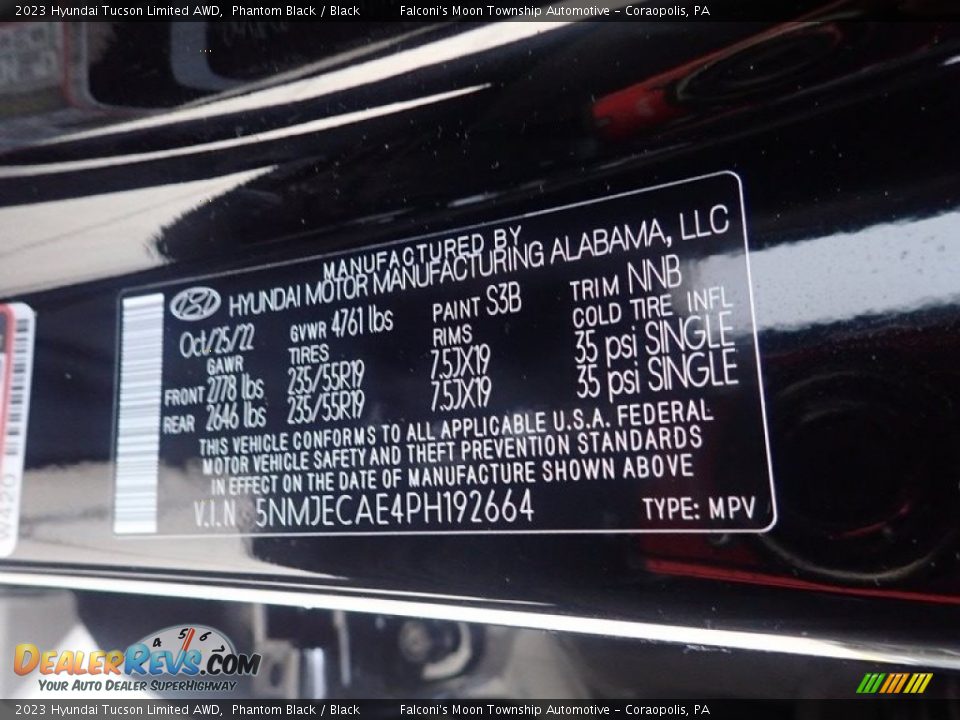 2023 Hyundai Tucson Limited AWD, Phantom Black / Black Falconi's Moon Township Automotive - Coraopolis, PA
MANUFACTURED BY
HYUNDAI MOTOR MANUFACTURING ALABAMA, LLC
Oct/25/22 GVWR 4761 lbs PAINT S3B TRIM NNB
GAWR TIRES RIMS COLD TIRE INFL
FRONT 2778 lbs 235/55R19 7.5JX19 35 psi SINGLE
REAR 2646 lbs 235/55R19 7.5JX19 35 psi SINGLE
THIS VEHICLE CONFORMS TO ALL APPLICABLE U.S.A. FEDERAL
MOTOR VEHICLE SAFETY AND THEFT PREVENTION STANDARDS
IN EFFECT ON THE DATE OF MANUFACTURE SHOWN ABOVE
V.I.N 5NMJECAE4PH192664 TYPE: MPV
4 5 6
DEALERREVS.COM
YOUR AUTO DEALER SUPERHIGHWAY
2023 Hyundai Tucson Limited AWD, Phantom Black / Black Falconi's Moon Township Automotive - Coraopolis, PA